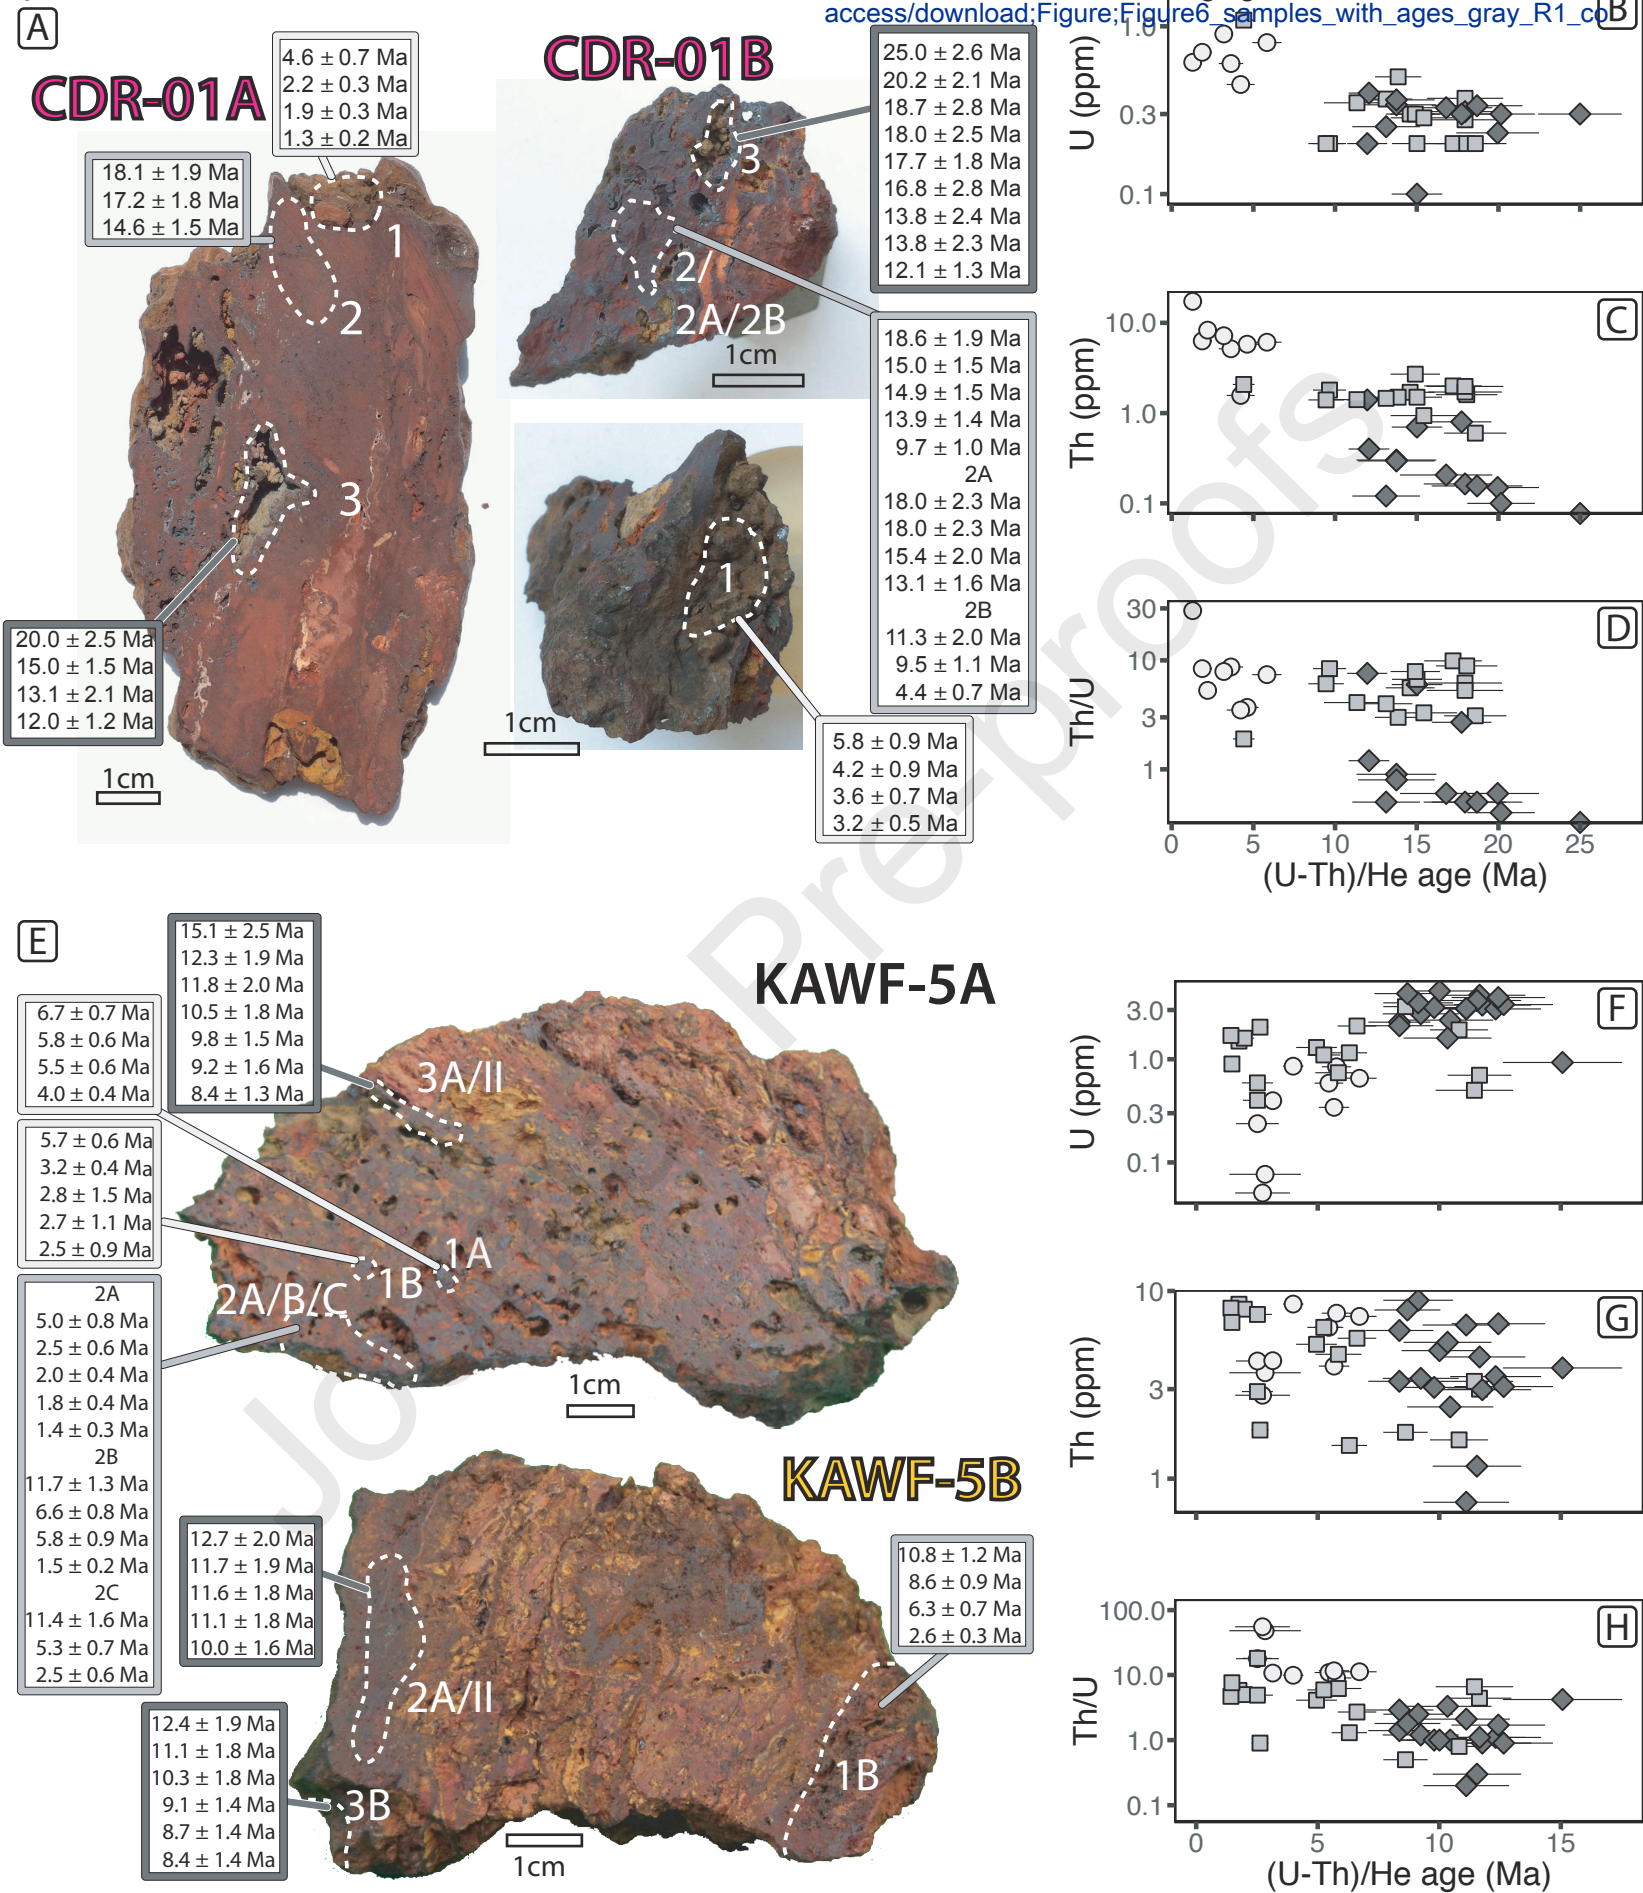 access/download;Figure;Figure6_samples_with_ages_gray_R1_co
A
CDR-01A
4.6 ± 0.7 Ma
2.2 ± 0.3 Ma
1.9 ± 0.3 Ma
1.3 ± 0.2 Ma
18.1 ± 1.9 Ma
17.2 ± 1.8 Ma
14.6 ± 1.5 Ma
1
2
3
20.0 ± 2.5 Ma
15.0 ± 1.5 Ma
13.1 ± 2.1 Ma
12.0 ± 1.2 Ma
1cm
CDR-01B
3
2/
2A/2B
1cm
25.0 ± 2.6 Ma
20.2 ± 2.1 Ma
18.7 ± 2.8 Ma
18.0 ± 2.5 Ma
17.7 ± 1.8 Ma
16.8 ± 2.8 Ma
13.8 ± 2.4 Ma
13.8 ± 2.3 Ma
12.1 ± 1.3 Ma
18.6 ± 1.9 Ma
15.0 ± 1.5 Ma
14.9 ± 1.5 Ma
13.9 ± 1.4 Ma
9.7 ± 1.0 Ma
2A
18.0 ± 2.3 Ma
18.0 ± 2.3 Ma
15.4 ± 2.0 Ma
13.1 ± 1.6 Ma
2B
11.3 ± 2.0 Ma
9.5 ± 1.1 Ma
4.4 ± 0.7 Ma
1
1cm
5.8 ± 0.9 Ma
4.2 ± 0.9 Ma
3.6 ± 0.7 Ma
3.2 ± 0.5 Ma
B
U (ppm)
1.0
0.3
0.1
C
Th (ppm)
10.0
1.0
0.1
D
Th/U
30
10
3
1
0 5 10 15 20 25
(U-Th)/He age (Ma)
E
KAWF-5A
15.1 ± 2.5 Ma
12.3 ± 1.9 Ma
11.8 ± 2.0 Ma
10.5 ± 1.8 Ma
9.8 ± 1.5 Ma
9.2 ± 1.6 Ma
8.4 ± 1.3 Ma
6.7 ± 0.7 Ma
5.8 ± 0.6 Ma
5.5 ± 0.6 Ma
4.0 ± 0.4 Ma
5.7 ± 0.6 Ma
3.2 ± 0.4 Ma
2.8 ± 1.5 Ma
2.7 ± 1.1 Ma
2.5 ± 0.9 Ma
2A
5.0 ± 0.8 Ma
2.5 ± 0.6 Ma
2.0 ± 0.4 Ma
1.8 ± 0.4 Ma
1.4 ± 0.3 Ma
2B
11.7 ± 1.3 Ma
6.6 ± 0.8 Ma
5.8 ± 0.9 Ma
1.5 ± 0.2 Ma
2C
11.4 ± 1.6 Ma
5.3 ± 0.7 Ma
2.5 ± 0.6 Ma
3A/II
1A
1B
2A/B/C
1cm
KAWF-5B
12.7 ± 2.0 Ma
11.7 ± 1.9 Ma
11.6 ± 1.8 Ma
11.1 ± 1.8 Ma
10.0 ± 1.6 Ma
10.8 ± 1.2 Ma
8.6 ± 0.9 Ma
6.3 ± 0.7 Ma
2.6 ± 0.3 Ma
12.4 ± 1.9 Ma
11.1 ± 1.8 Ma
10.3 ± 1.8 Ma
9.1 ± 1.4 Ma
8.7 ± 1.4 Ma
8.4 ± 1.4 Ma
2A/II
3B
1B
1cm
F
U (ppm)
3.0
1.0
0.3
0.1
G
Th (ppm)
10
3
1
H
Th/U
100.0
10.0
1.0
0.1
0 5 10 15
(U-Th)/He age (Ma)
Pre-proofs